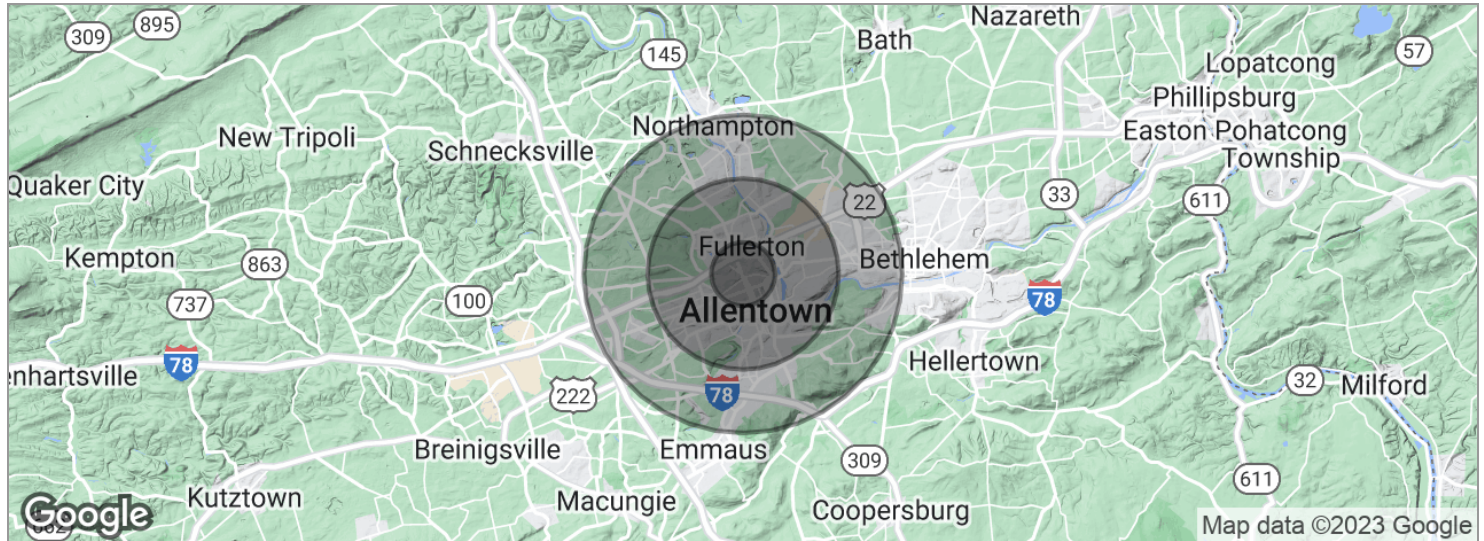 895
309
Nazareth
145
Bath
57
Lopatcong
Phillipsburg
Northampton
New Tripoli
Schnecksville
Easton Pohatcong
Township
Quaker City
22
33
611
Fullerton
Kempton
863
Bethlehem
737
100
78
Allentown
78
Hellertown
enhartsville
78
222
32
Milford
Breinigsville
Emmaus
309
611
Kutztown
Macungie
Coopersburg
Google
Map data ©2023 Google